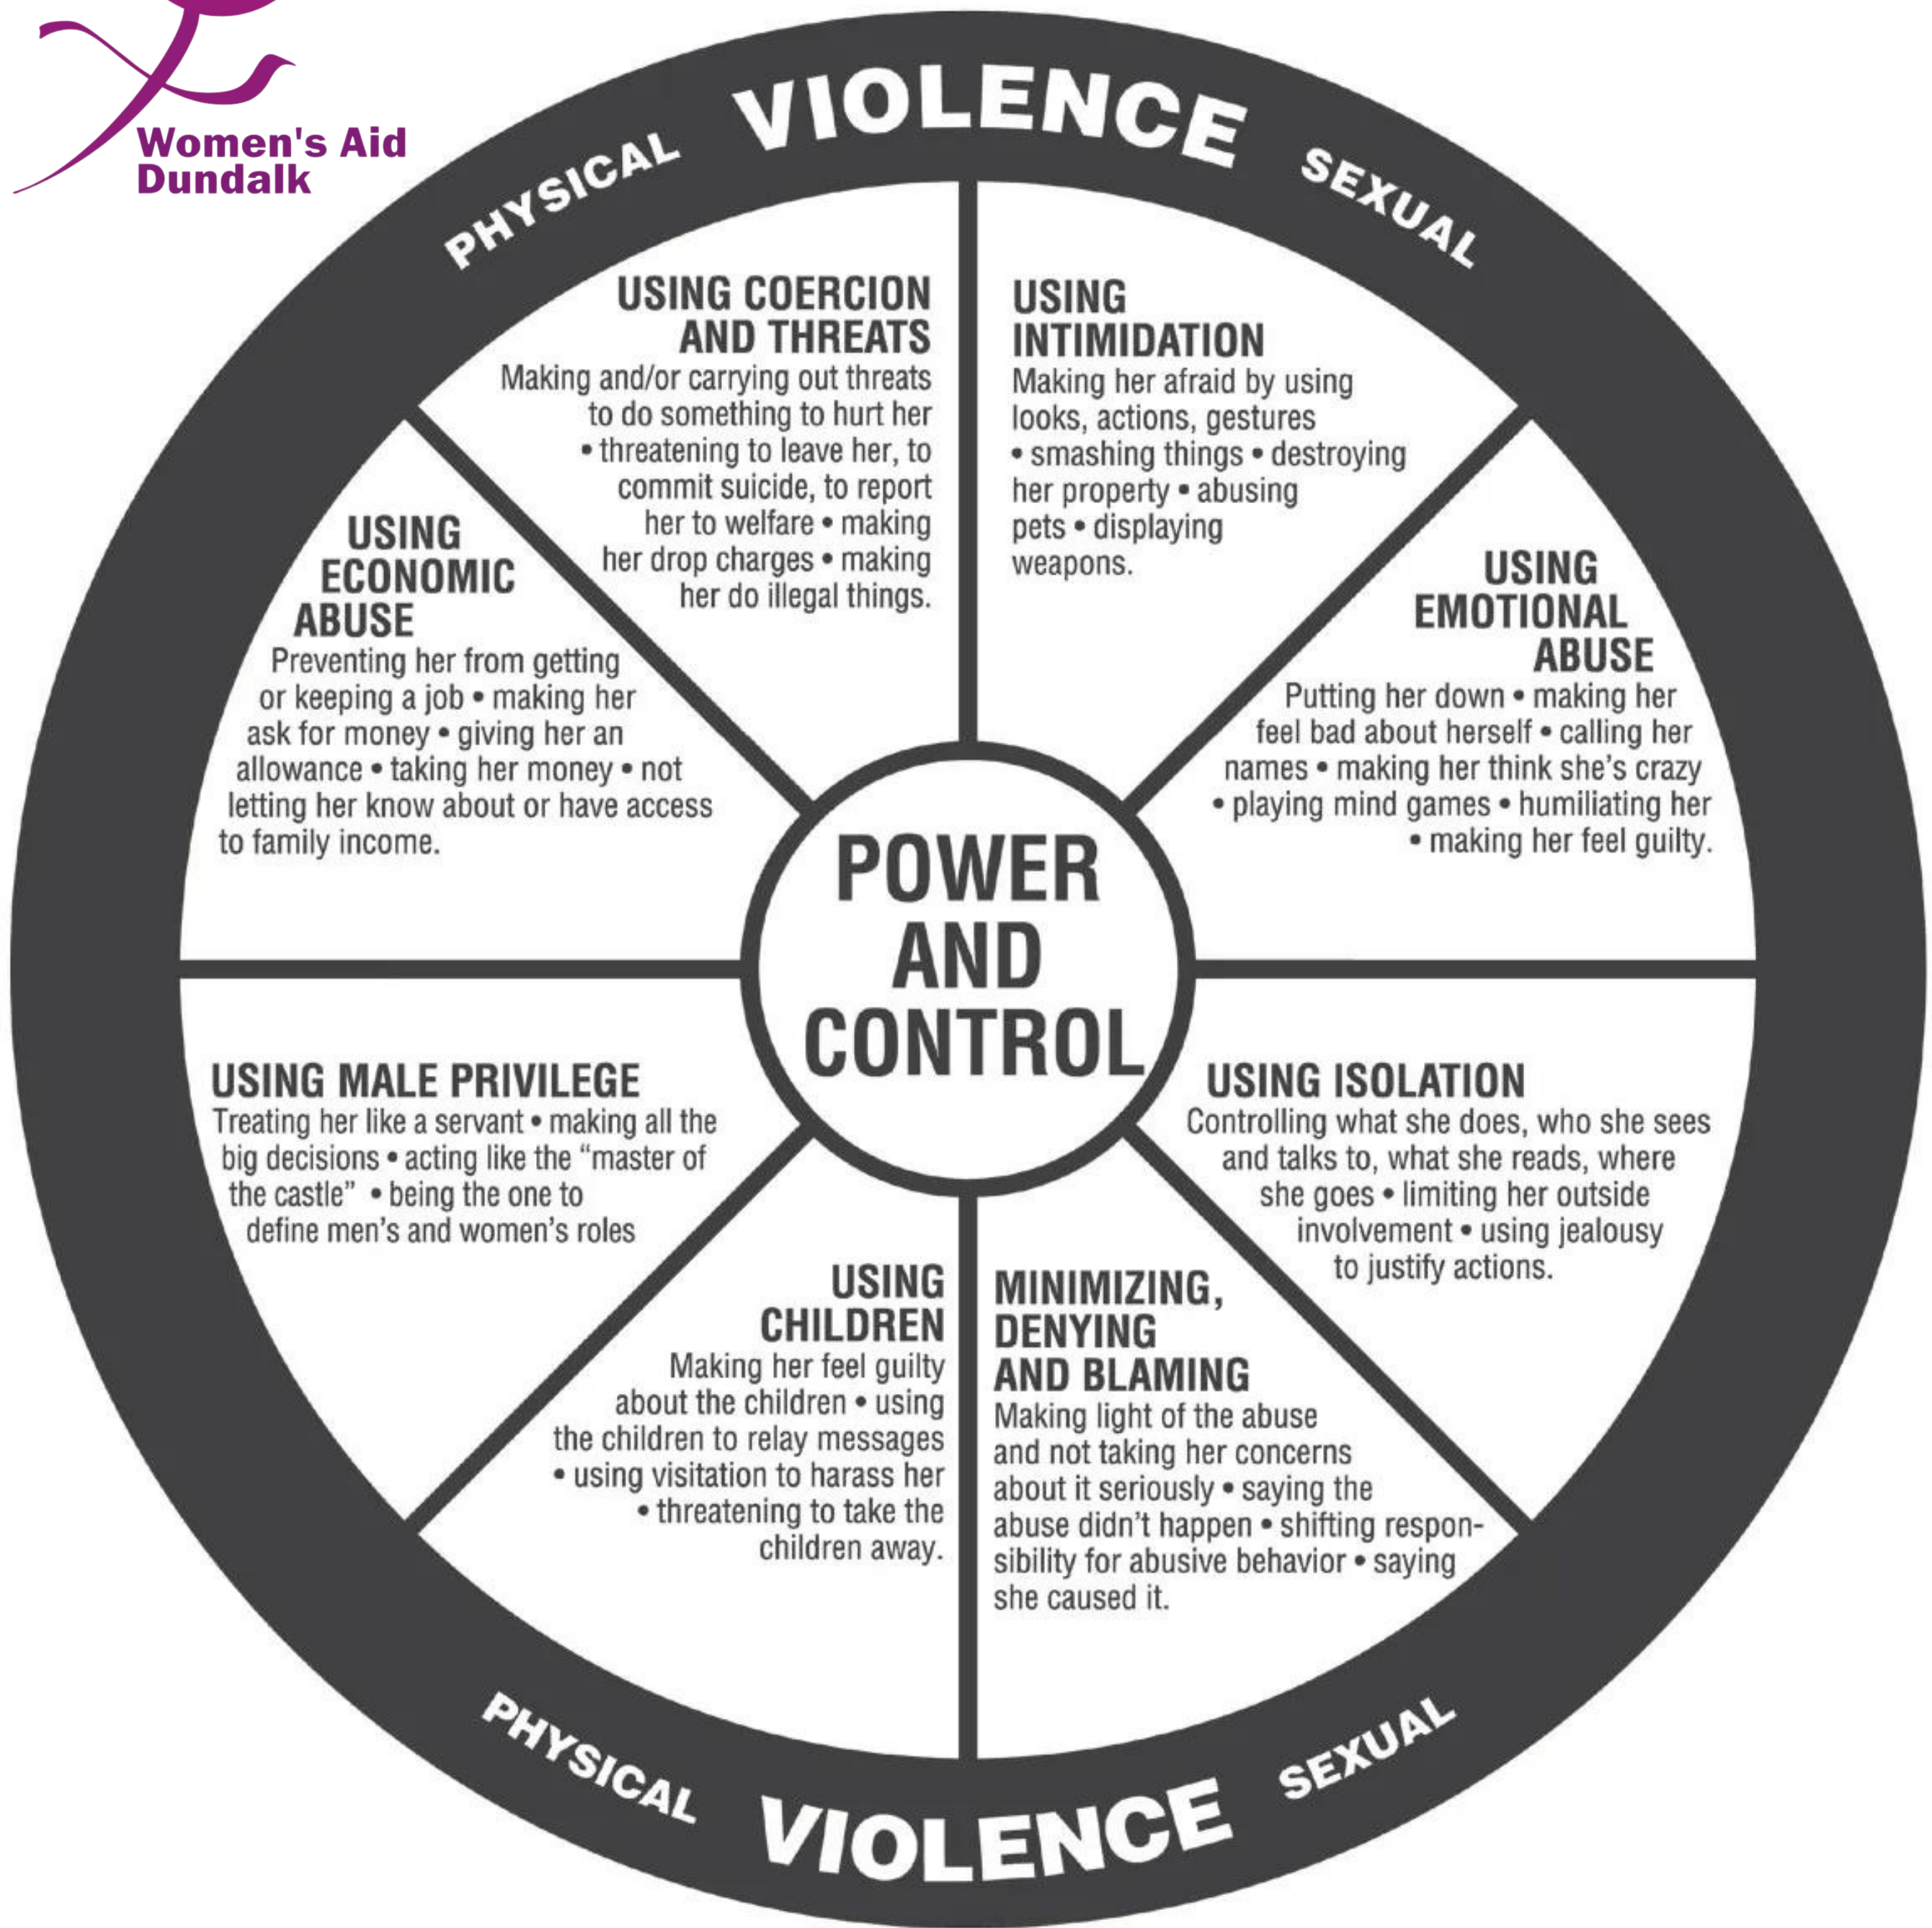 Women's Aid
Dundalk
PHYSICAL VIOLENCE SEXUAL
USING COERCION
AND THREATS
Making and/or carrying out threats
to do something to hurt her
• threatening to leave her, to
commit suicide, to report
her to welfare • making
her drop charges • making
her do illegal things.
USING
INTIMIDATION
Making her afraid by using
looks, actions, gestures
• smashing things • destroying
her property • abusing
pets • displaying
weapons.
USING
ECONOMIC
ABUSE
Preventing her from getting
or keeping a job • making her
ask for money • giving her an
allowance • taking her money • not
letting her know about or have access
to family income.
USING
EMOTIONAL
ABUSE
Putting her down • making her
feel bad about herself • calling her
names • making her think she's crazy
• playing mind games • humiliating her
• making her feel guilty.
POWER
AND
CONTROL
USING MALE PRIVILEGE
Treating her like a servant • making all the
big decisions • acting like the “master of
the castle” • being the one to
define men's and women's roles
USING ISOLATION
Controlling what she does, who she sees
and talks to, what she reads, where
she goes • limiting her outside
involvement • using jealousy
to justify actions.
USING
CHILDREN
Making her feel guilty
about the children • using
the children to relay messages
• using visitation to harass her
• threatening to take the
children away.
MINIMIZING,
DENYING
AND BLAMING
Making light of the abuse
and not taking her concerns
about it seriously • saying the
abuse didn't happen • shifting respon-
sibility for abusive behavior • saying
she caused it.
PHYSICAL VIOLENCE SEXUAL